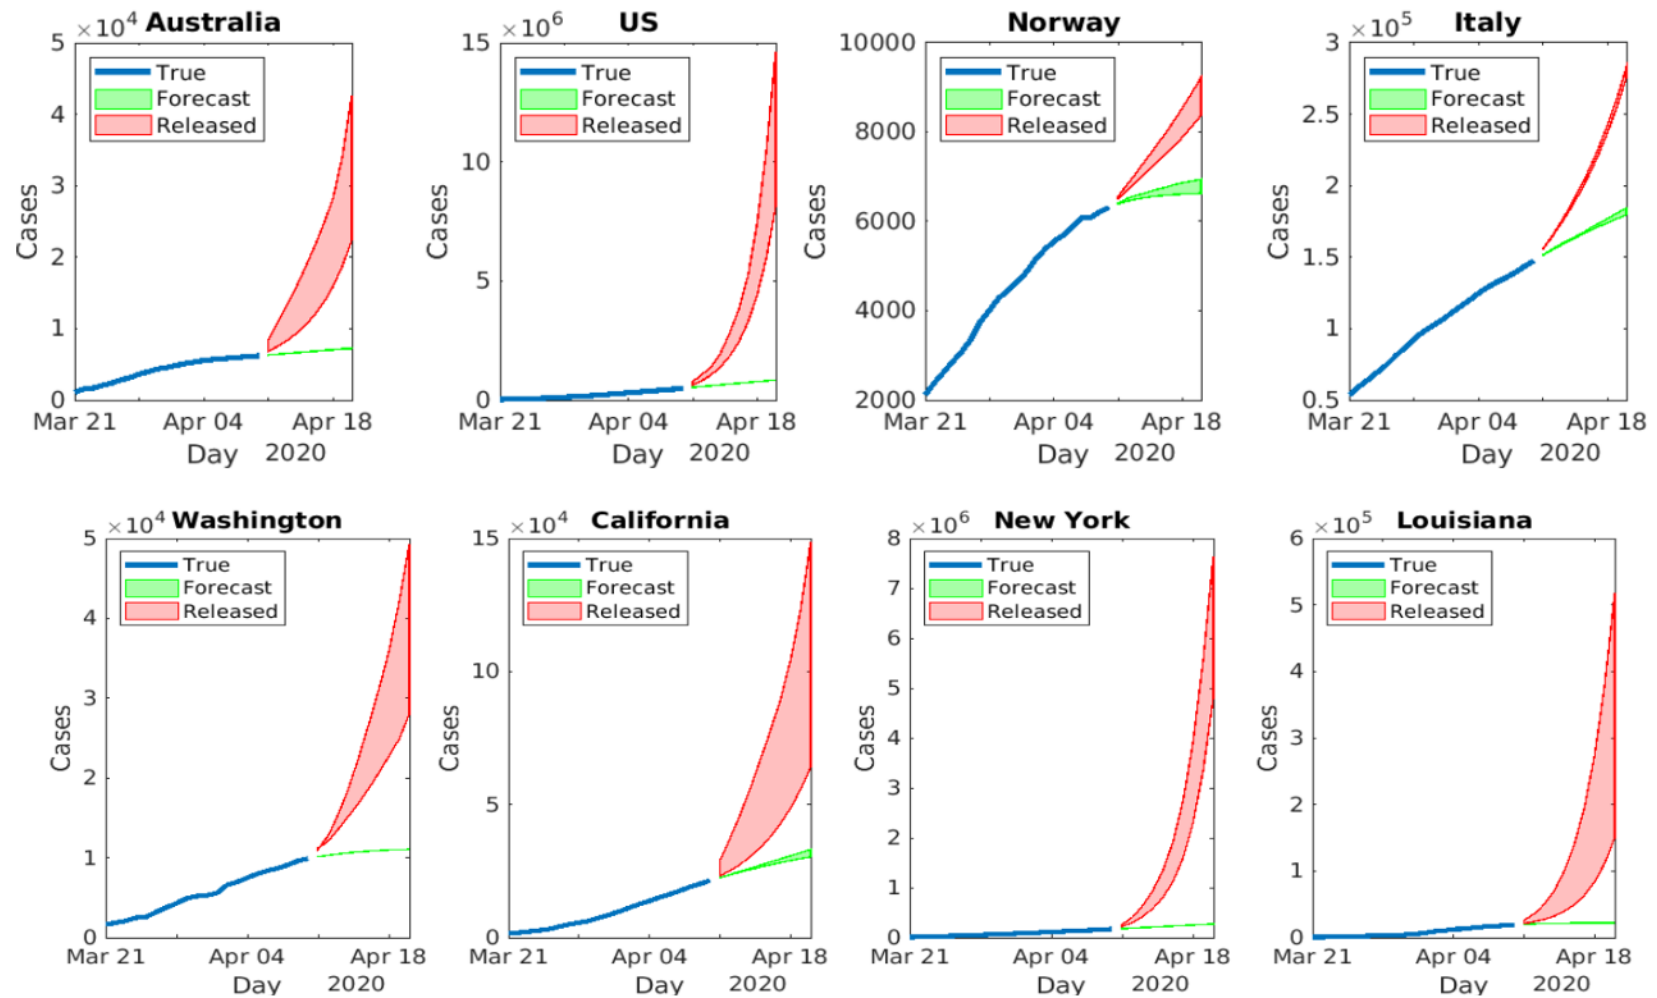 ×10⁴ Australia
5
4
3
2
1
0
Cases
True
Forecast
Released
Mar 21 Apr 04 Apr 18
Day 2020
×10⁶ US
15
10
5
0
Cases
True
Forecast
Released
Mar 21 Apr 04 Apr 18
Day 2020
Norway
10000
8000
6000
4000
2000
Cases
True
Forecast
Released
Mar 21 Apr 04 Apr 18
Day 2020
×10⁵ Italy
3
2.5
2
1.5
1
0.5
Cases
True
Forecast
Released
Mar 21 Apr 04 Apr 18
Day 2020
×10⁴ Washington
5
4
3
2
1
0
Cases
True
Forecast
Released
Mar 21 Apr 04 Apr 18
Day 2020
×10⁴ California
15
10
5
0
Cases
True
Forecast
Released
Mar 21 Apr 04 Apr 18
Day 2020
×10⁶ New York
8
7
6
5
4
3
2
1
0
Cases
True
Forecast
Released
Mar 21 Apr 04 Apr 18
Day 2020
×10⁵ Louisiana
6
5
4
3
2
1
0
Cases
True
Forecast
Released
Mar 21 Apr 04 Apr 18
Day 2020